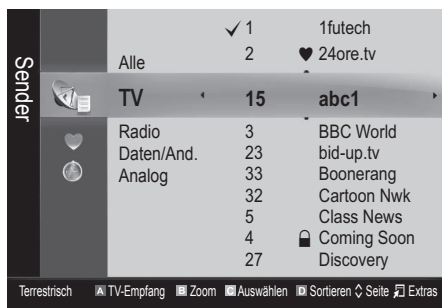 Sender
✓ 1 1futech
Alle 2 ♥ 24ore.tv
TV 15 abc1
Radio 3 BBC World
Daten/And. 23 bid-up.tv
Analog 33 Boonerang
32 Cartoon Nwk
5 Class News
4 Coming Soon
27 Discovery
Terrestrisch A TV-Empfang B Zoom C Auswählen D Sortieren Seite Extras